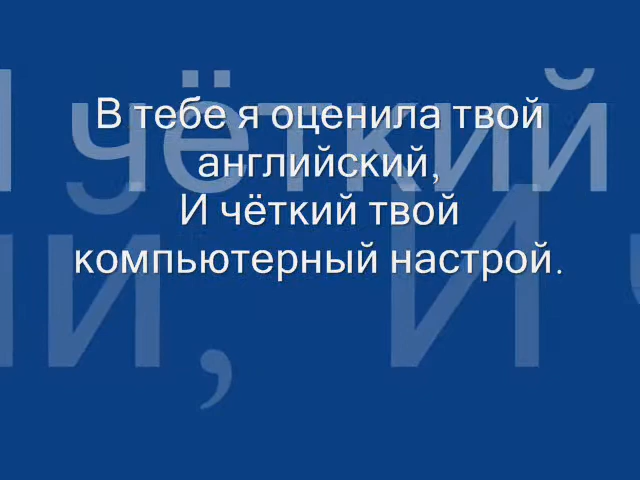 В тебе я оценила твой
английский,
И чёткий твой
компьютерный настрой.